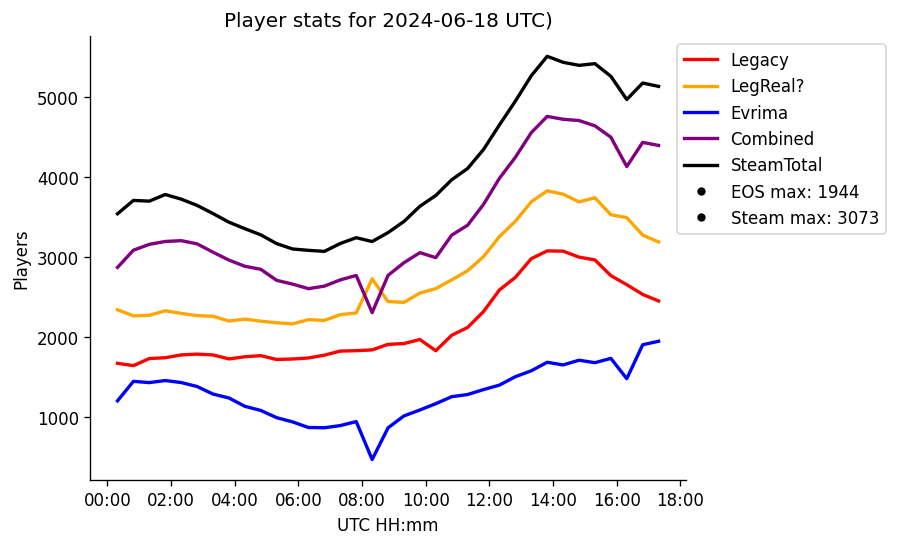 Player stats for 2024-06-18 UTC)
Legacy
LegReal?
Evrima
Combined
SteamTotal
EOS max: 1944
Steam max: 3073
Players
5000
4000
3000
2000
1000
00:00 02:00 04:00 06:00 08:00 10:00 12:00 14:00 16:00 18:00
UTC HH:mm